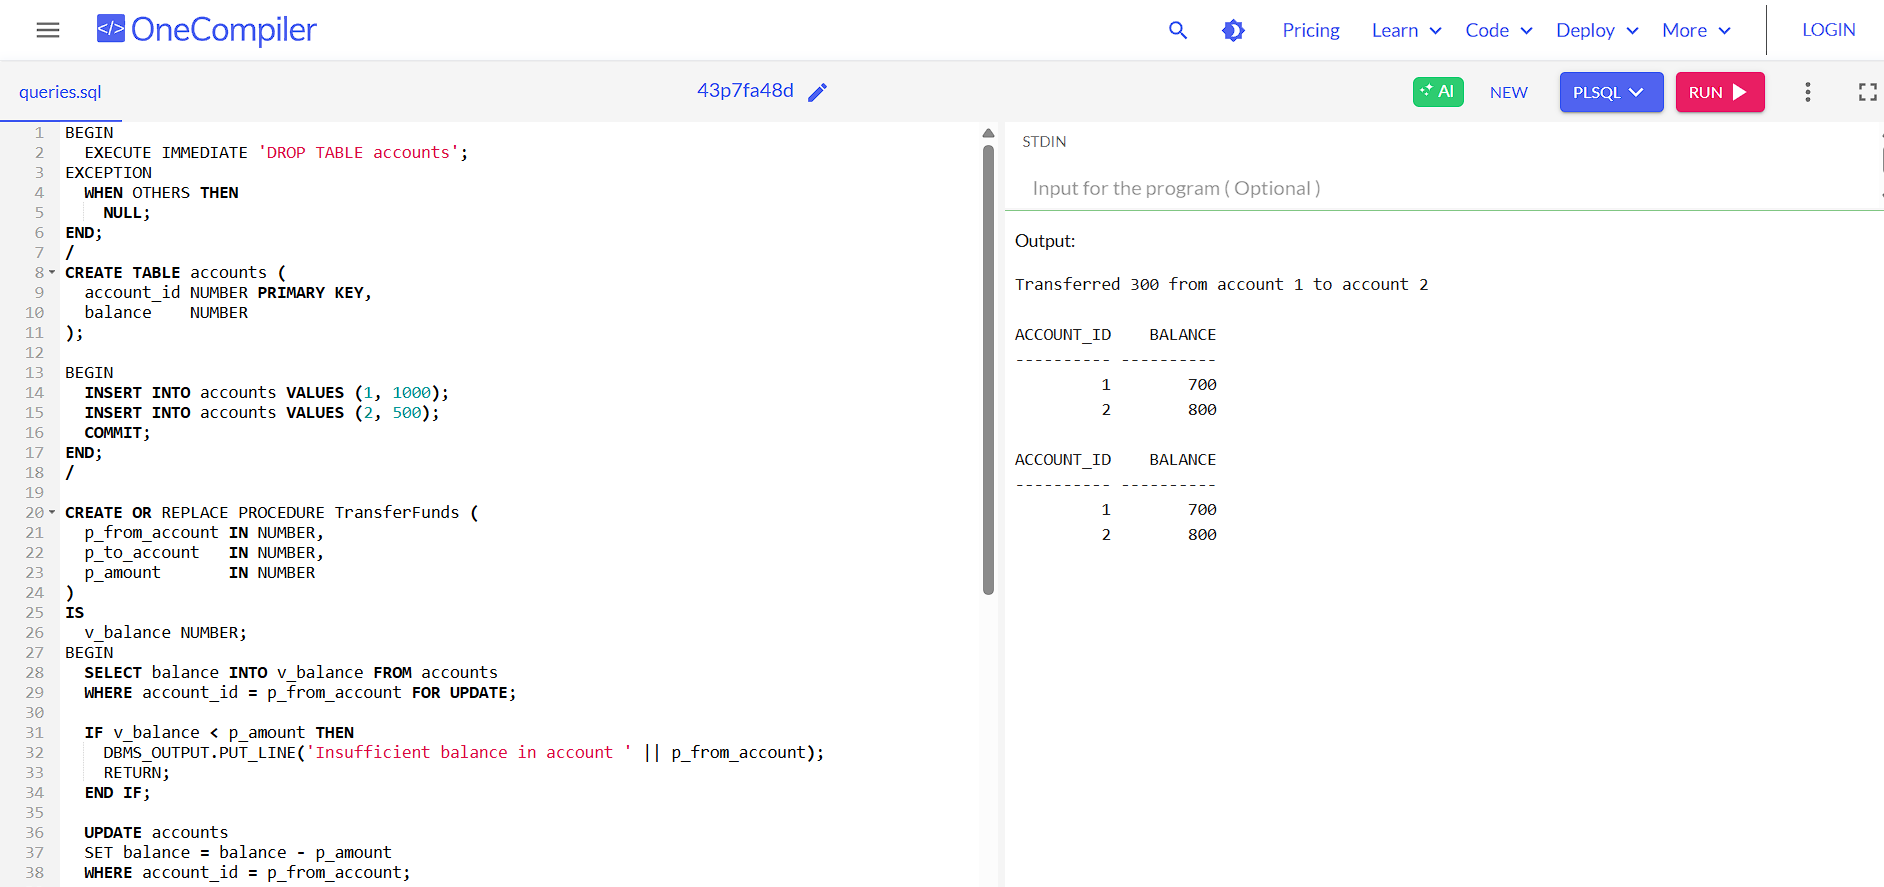 OneCompiler
Pricing Learn Code Deploy More LOGIN
queries.sql 43p7fa48d AI NEW PLSQL RUN
1 BEGIN
2   EXECUTE IMMEDIATE 'DROP TABLE accounts';
3 EXCEPTION
4   WHEN OTHERS THEN
5     NULL;
6 END;
7 /
8 CREATE TABLE accounts (
9   account_id NUMBER PRIMARY KEY,
10   balance    NUMBER
11 );
12
13 BEGIN
14   INSERT INTO accounts VALUES (1, 1000);
15   INSERT INTO accounts VALUES (2, 500);
16   COMMIT;
17 END;
18 /
19
20 CREATE OR REPLACE PROCEDURE TransferFunds (
21   p_from_account IN NUMBER,
22   p_to_account   IN NUMBER,
23   p_amount       IN NUMBER
24 )
25 IS
26   v_balance NUMBER;
27 BEGIN
28   SELECT balance INTO v_balance FROM accounts
29   WHERE account_id = p_from_account FOR UPDATE;
30
31   IF v_balance < p_amount THEN
32     DBMS_OUTPUT.PUT_LINE('Insufficient balance in account ' || p_from_account);
33     RETURN;
34   END IF;
35
36   UPDATE accounts
37   SET balance = balance - p_amount
38   WHERE account_id = p_from_account;
STDIN
Input for the program ( Optional )
Output:
Transferred 300 from account 1 to account 2
ACCOUNT_ID    BALANCE
---------- ----------
1        700
2        800
ACCOUNT_ID    BALANCE
---------- ----------
1        700
2        800